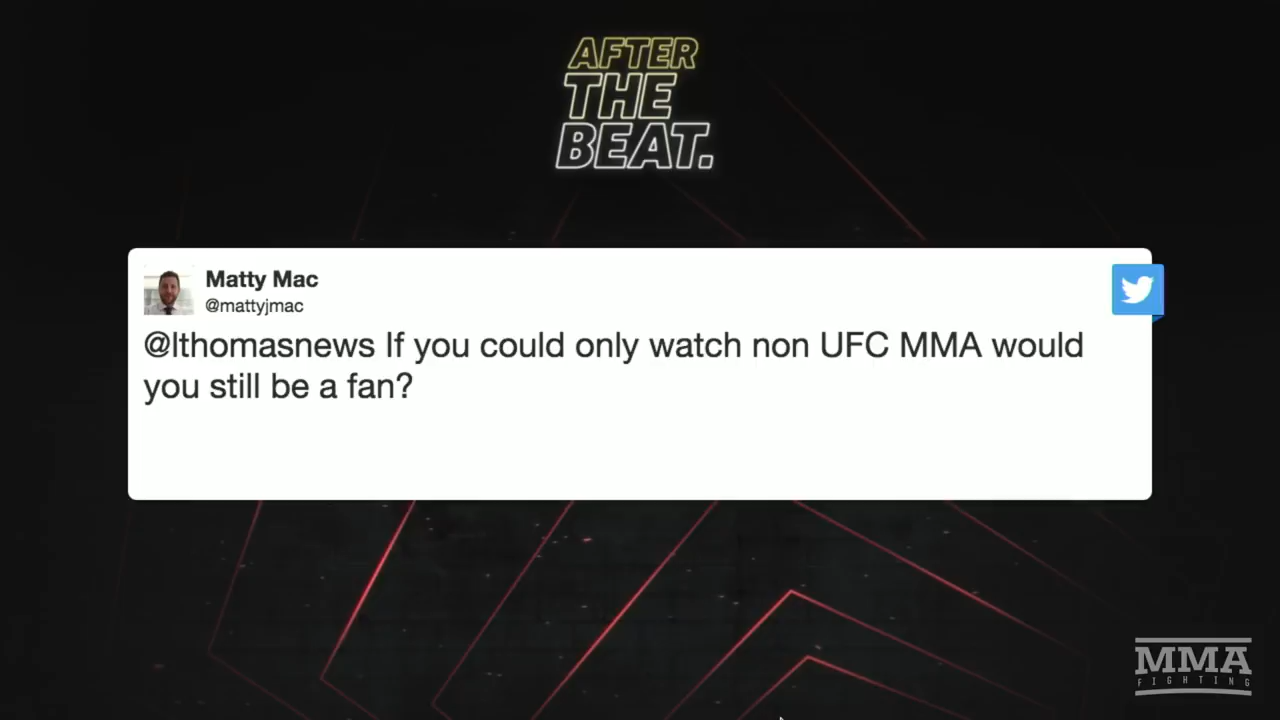 AFTER
THE
BEAT.
Matty Mac
@mattyjmac
@lthomasnews If you could only watch non UFC MMA would
you still be a fan?
MMA
FIGHTING